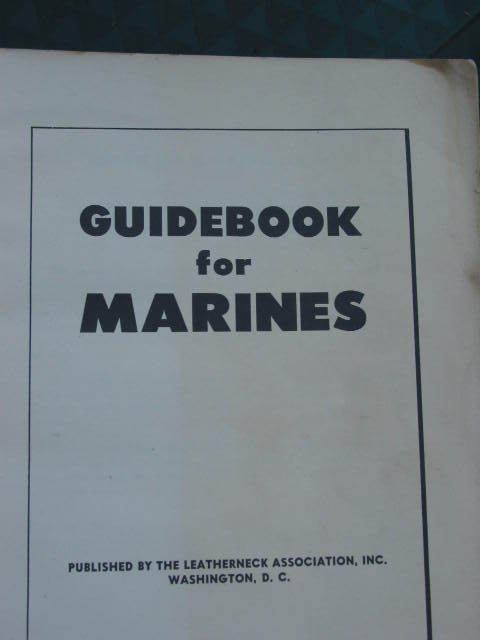 GUIDEBOOK
for
MARINES
PUBLISHED BY THE LEATHERNECK ASSOCIATION, INC.
WASHINGTON, D. C.